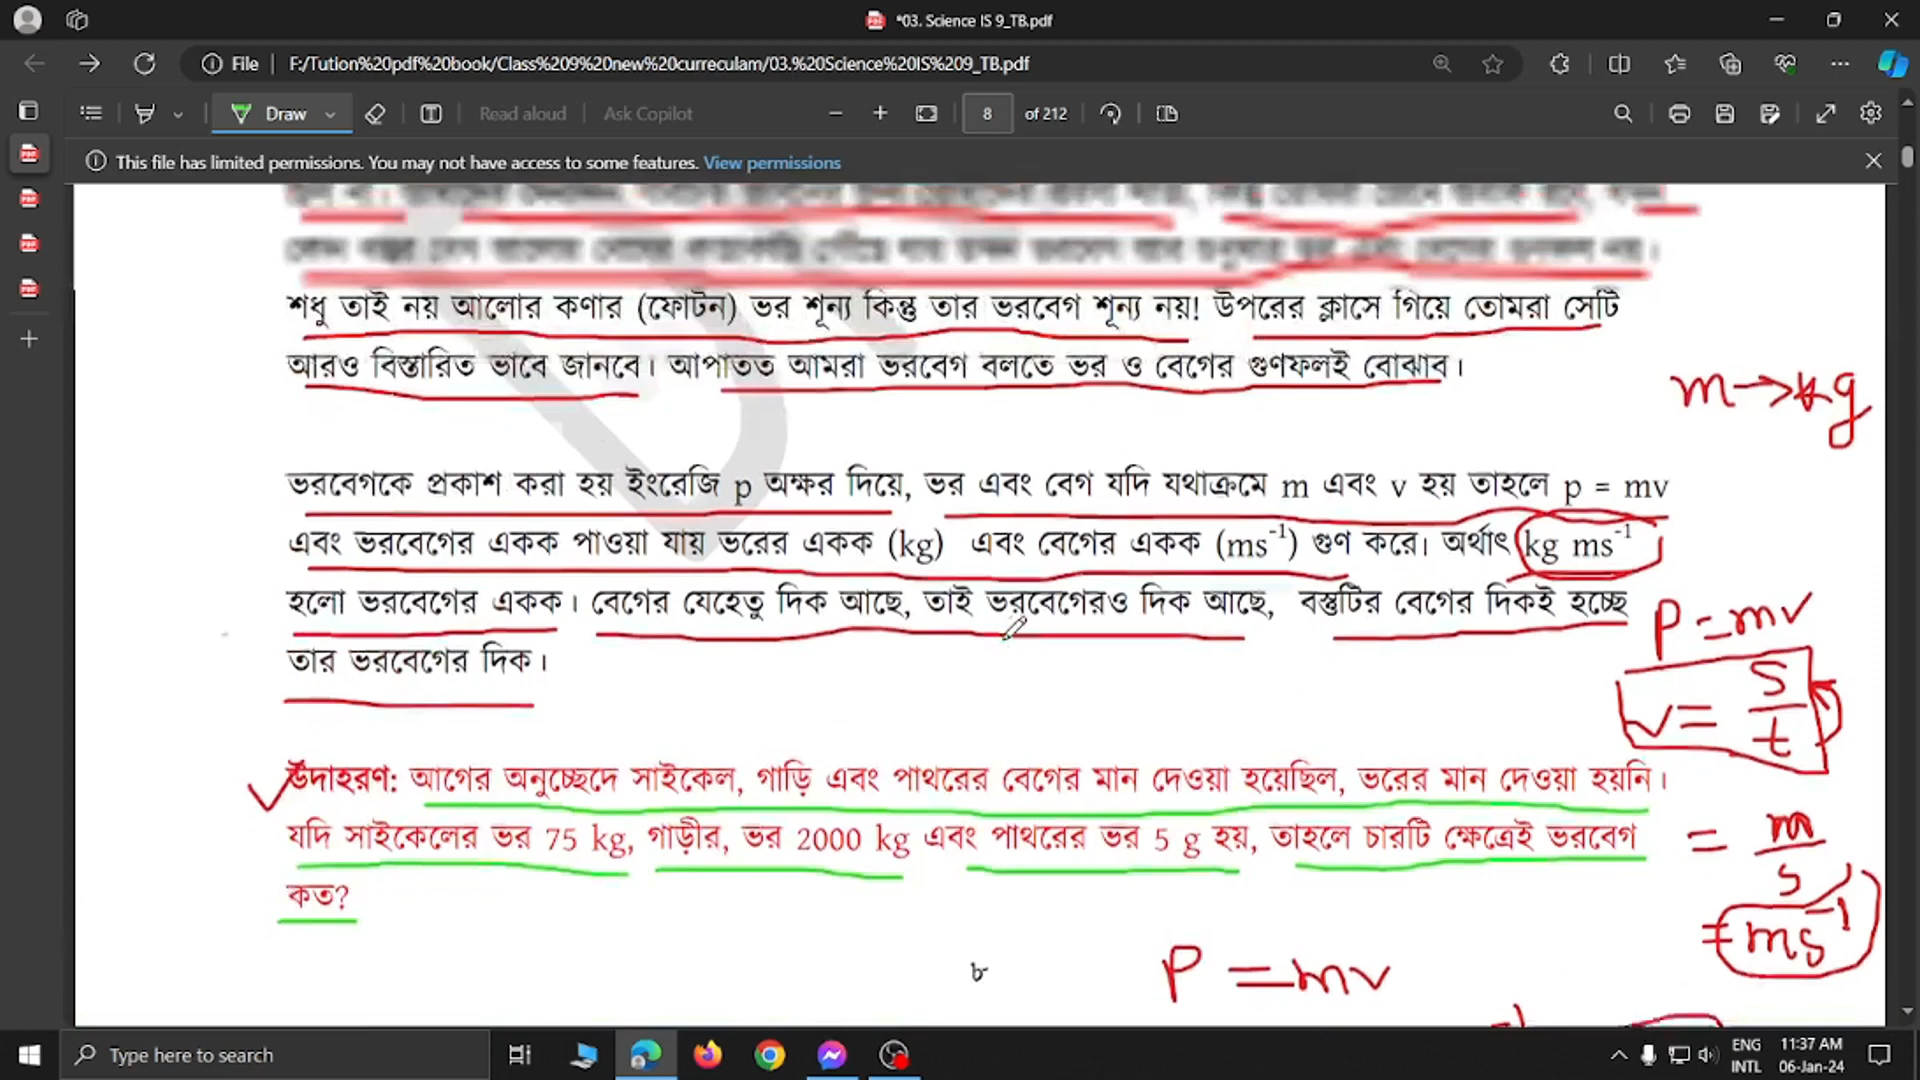 *03. Science IS 9_TB.pdf
File
F:/Tution%20pdf%20book/Class%209%20new%20curreculam/03.%20Science%20IS%209_TB.pdf
Draw
Read aloud
Ask Copilot
8
of 212
This file has limited permissions. You may not have access to some features. View permissions
শধু তাই নয় আলোর কণার (ফোটন) ভর শূন্য কিন্তু তার ভরবেগ শূন্য নয়! উপরের ক্লাসে গিয়ে তোমরা সেটি
আরও বিস্তারিত ভাবে জানবে। আপাতত আমরা ভরবেগ বলতে ভর ও বেগের গুণফলই বোঝাব।
m→kg
ভরবেগকে প্রকাশ করা হয় ইংরেজি p অক্ষর দিয়ে, ভর এবং বেগ যদি যথাক্রমে m এবং v হয় তাহলে p = mv
এবং ভরবেগের একক পাওয়া যায় ভরের একক (kg) এবং বেগের একক (ms⁻¹) গুণ করে। অর্থাৎ kg ms⁻¹
হলো ভরবেগের একক। বেগের যেহেতু দিক আছে, তাই ভরবেগেরও দিক আছে, বস্তুটির বেগের দিকই হচ্ছে
তার ভরবেগের দিক।
P=mv
v= s/t
উদাহরণ: আগের অনুচ্ছেদে সাইকেল, গাড়ি এবং পাথরের বেগের মান দেওয়া হয়েছিল, ভরের মান দেওয়া হয়নি।
যদি সাইকেলের ভর 75 kg, গাড়ীর, ভর 2000 kg এবং পাথরের ভর 5 g হয়, তাহলে চারটি ক্ষেত্রেই ভরবেগ
কত?
= m/s
= ms⁻¹
P = mv
৮
Type here to search
ENG
INTL
11:37 AM
06-Jan-24